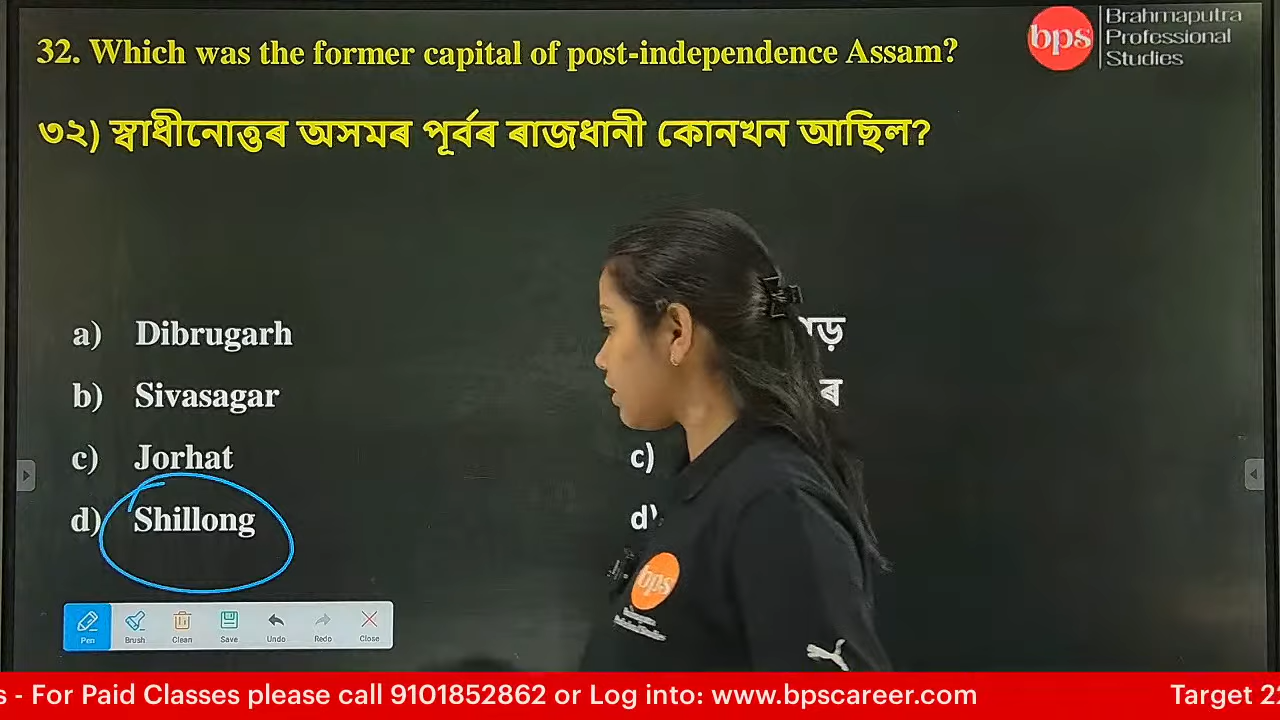 32. Which was the former capital of post-independence Assam?
bps
Brahmaputra
Professional
Studies
৩২) স্বাধীনোত্তৰ অসমৰ পূৰ্বৰ ৰাজধানী কোনখন আছিল?
a) Dibrugarh
b) Sivasagar
c) Jorhat
d) Shillong
ড়
ৰ
c)
d)
bps
Pen
Brush
Clean
Save
Undo
Redo
Close
s - For Paid Classes please call 9101852862 or Log into: www.bpscareer.com
Target 22